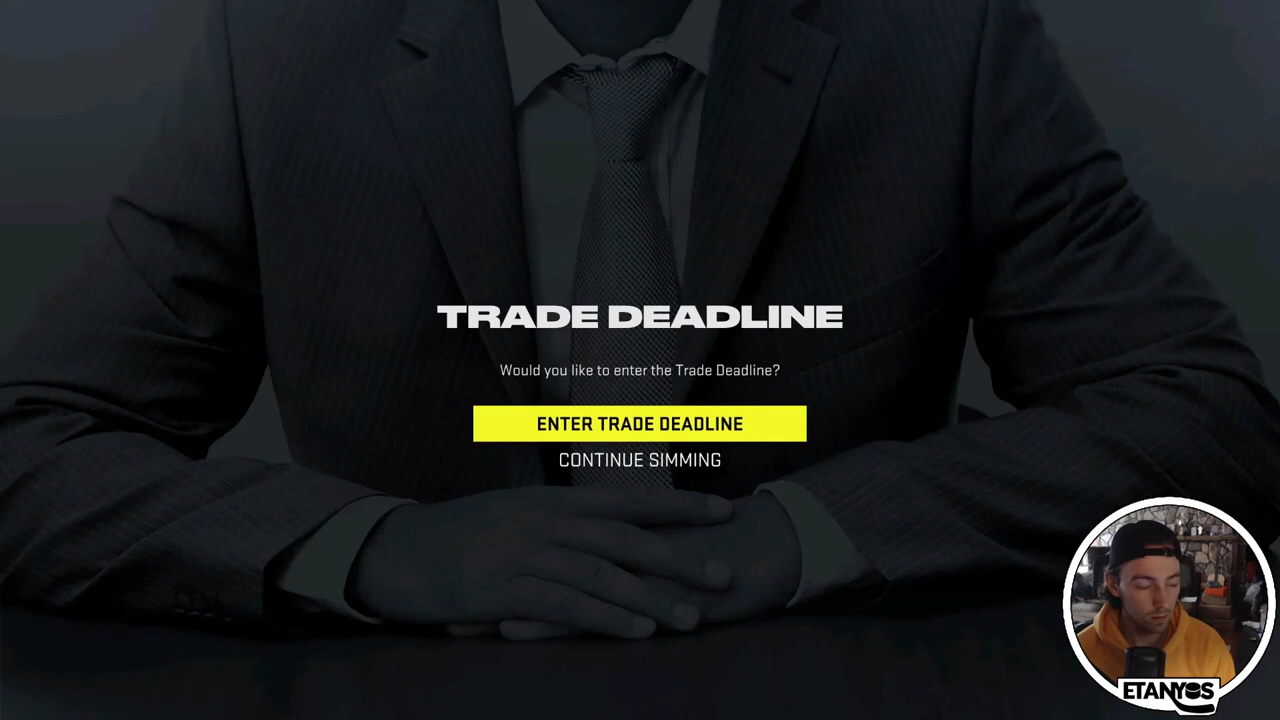 TRADE DEADLINE
Would you like to enter the Trade Deadline?
ENTER TRADE DEADLINE
CONTINUE SIMMING
ETANYOS